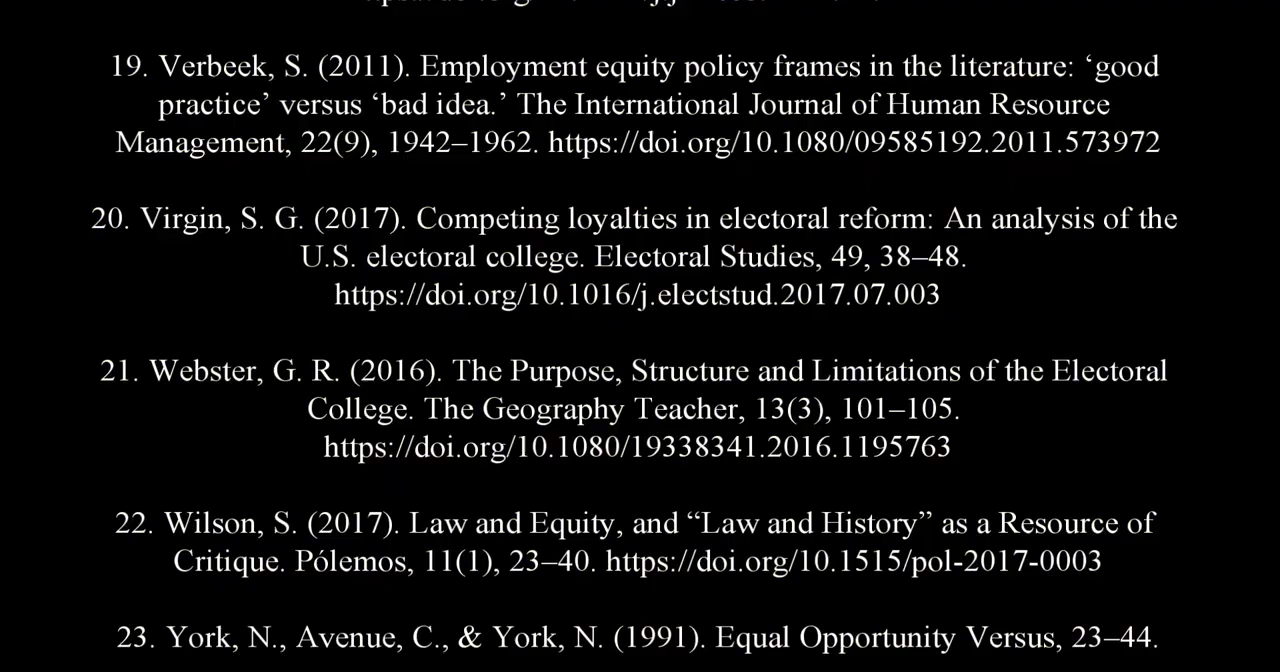 19. Verbeek, S. (2011). Employment equity policy frames in the literature: ‘good
practice’ versus ‘bad idea.’ The International Journal of Human Resource
Management, 22(9), 1942–1962. https://doi.org/10.1080/09585192.2011.573972
20. Virgin, S. G. (2017). Competing loyalties in electoral reform: An analysis of the
U.S. electoral college. Electoral Studies, 49, 38–48.
https://doi.org/10.1016/j.electstud.2017.07.003
21. Webster, G. R. (2016). The Purpose, Structure and Limitations of the Electoral
College. The Geography Teacher, 13(3), 101–105.
https://doi.org/10.1080/19338341.2016.1195763
22. Wilson, S. (2017). Law and Equity, and “Law and History” as a Resource of
Critique. Pólemos, 11(1), 23–40. https://doi.org/10.1515/pol-2017-0003
23. York, N., Avenue, C., & York, N. (1991). Equal Opportunity Versus, 23–44.